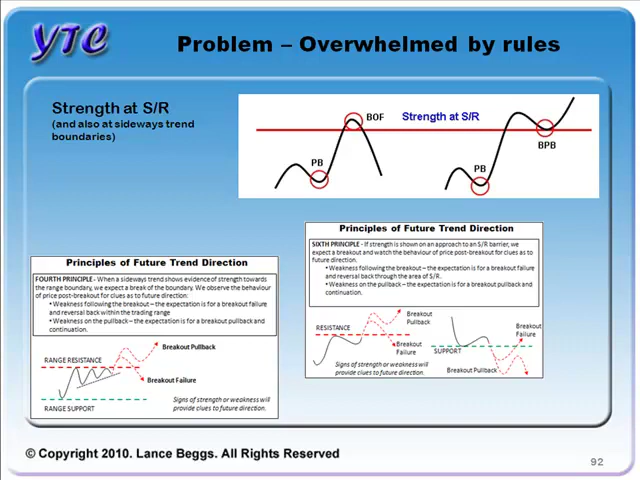 YTC
Problem – Overwhelmed by rules
Strength at S/R
(and also at sideways trend
boundaries)
BOF
Strength at S/R
PB
BPB
PB
Principles of Future Trend Direction
SIXTH PRINCIPLE - If strength is shown on an approach to an S/R barrier, we
expect a breakout and watch the behaviour of price post-breakout for clues as to
future direction.
• Weakness following the breakout – the expectation is for a breakout failure
and reversal back through the area of S/R.
• Weakness on the pullback – the expectation is for a breakout pullback and
continuation.
Breakout
Pullback
RESISTANCE
Breakout
Failure
Breakout
Failure
SUPPORT
Breakout Pullback
Signs of strength or weakness will
provide clues to future direction.
Principles of Future Trend Direction
FOURTH PRINCIPLE - When a sideways trend shows evidence of strength towards
the range boundary, we expect a break of the boundary. We observe the behaviour
of price post-breakout for clues as to future direction:
• Weakness following the breakout – the expectation is for a breakout failure
and reversal back within the trading range
• Weakness on the pullback – the expectation is for a breakout pullback and
continuation.
Breakout Pullback
RANGE RESISTANCE
Breakout Failure
Signs of strength or weakness will
provide clues to future direction.
RANGE SUPPORT
© Copyright 2010. Lance Beggs. All Rights Reserved
92